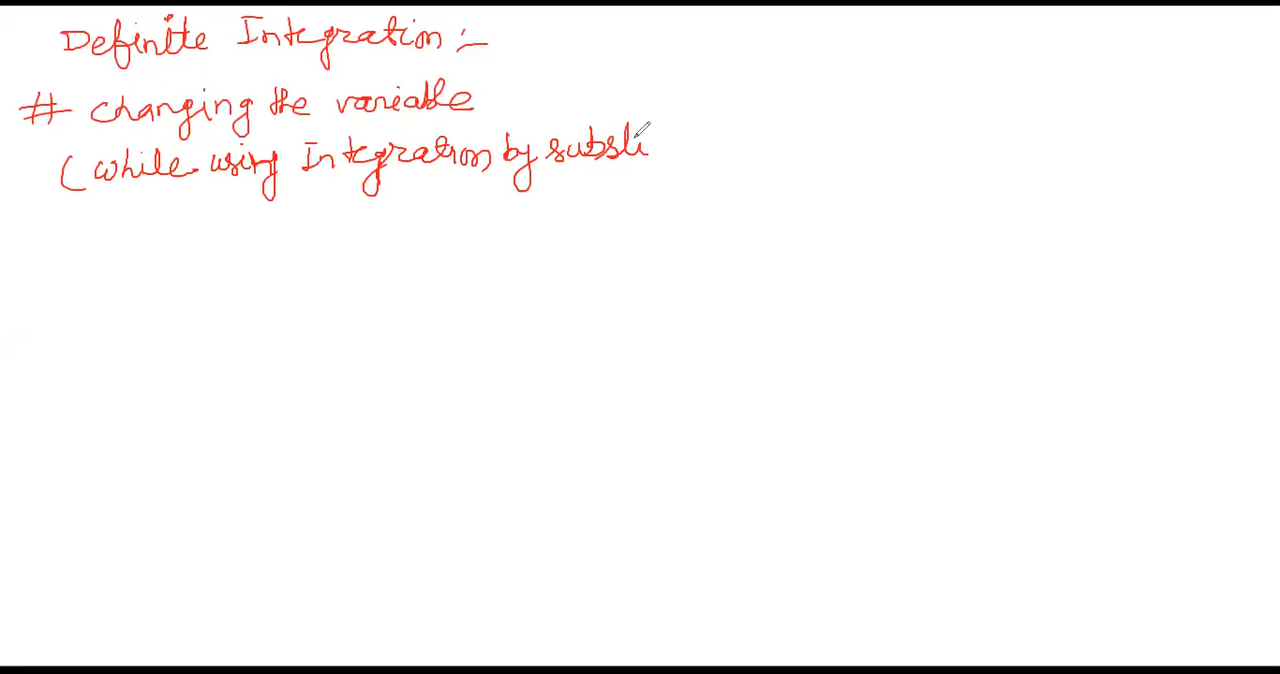 Definite Integration :-
# changing the variable
( while using Integration by substi